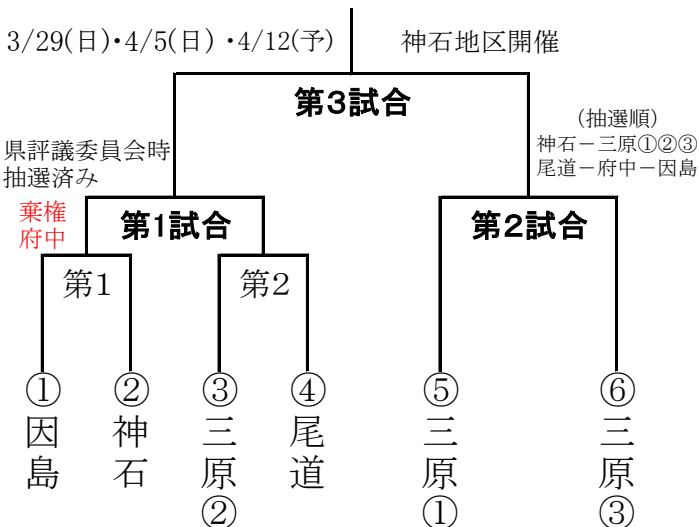 3/29(日)・4/5(日)・4/12(予)
神石地区開催
第3試合
(抽選順)
神石－三原①②③
尾道－府中－因島
県評議委員会時
抽選済み
棄権
府中
第1試合
第2試合
第1
第2
①因島
②神石
③三原②
④尾道
⑤三原①
⑥三原③